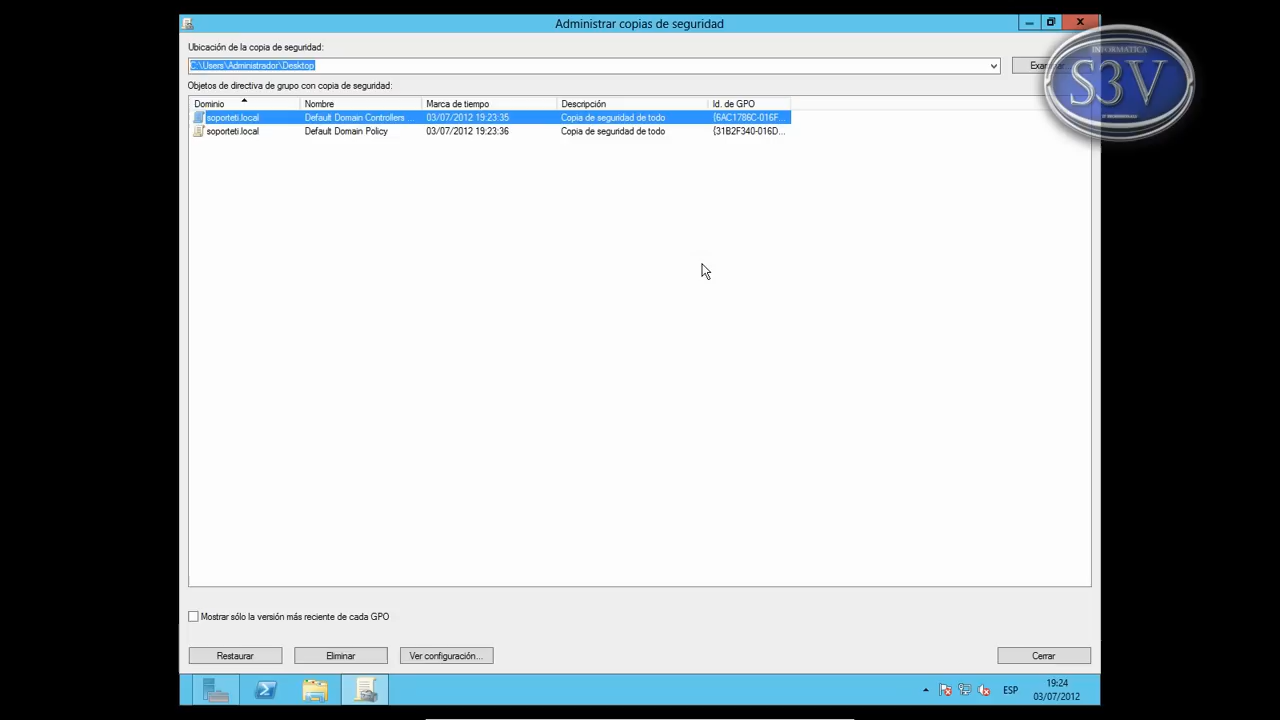 Administrar copias de seguridad
Ubicación de la copia de seguridad:
C:\Users\Administrador\Desktop
INFORMATICA
S3V
Objetos de directiva de grupo con copia de seguridad:
Dominio Nombre Marca de tiempo Descripción Id. de GPO
soporteti.local Default Domain Controllers ... 03/07/2012 19:23:35 Copia de seguridad de todo {6AC1786C-016F...
soporteti.local Default Domain Policy 03/07/2012 19:23:36 Copia de seguridad de todo {31B2F340-016D...
Mostrar sólo la versión más reciente de cada GPO
Restaurar Eliminar Ver configuración... Cerrar
ESP 19:24
03/07/2012